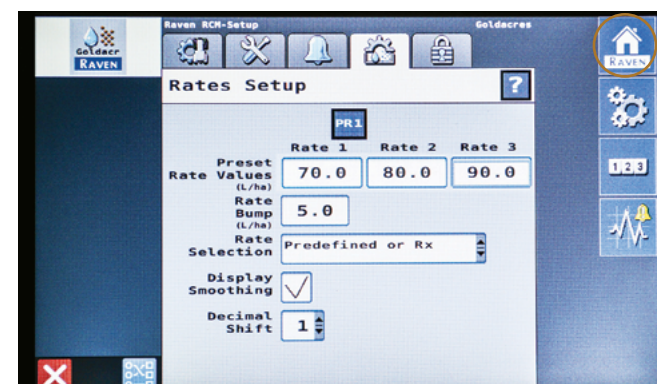 Raven RCM-Setup
Goldacres
Goldacr
RAVEN
RAVEN
Rates Setup
?
PR1
Rate 1 Rate 2 Rate 3
Preset
Rate Values
(L/ha)
70.0 80.0 90.0
Rate
Bump
(L/ha)
5.0
Rate
Selection
Predefined or Rx
Display
Smoothing
Decimal
Shift
1
1 2 3